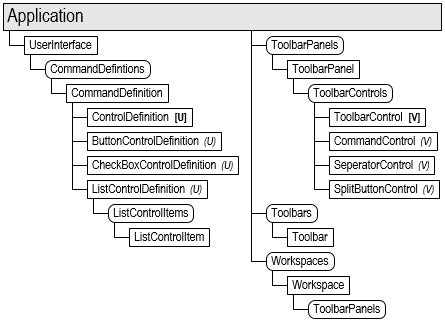 Application
UserInterface
CommandDefintions
CommandDefinition
ControlDefinition [U]
ButtonControlDefinition (U)
CheckBoxControlDefinition (U)
ListControlDefinition (U)
ListControlItems
ListControlItem
ToolbarPanels
ToolbarPanel
ToolbarControls
ToolbarControl [V]
CommandControl (V)
SeperatorControl (V)
SplitButtonControl (V)
Toolbars
Toolbar
Workspaces
Workspace
ToolbarPanels